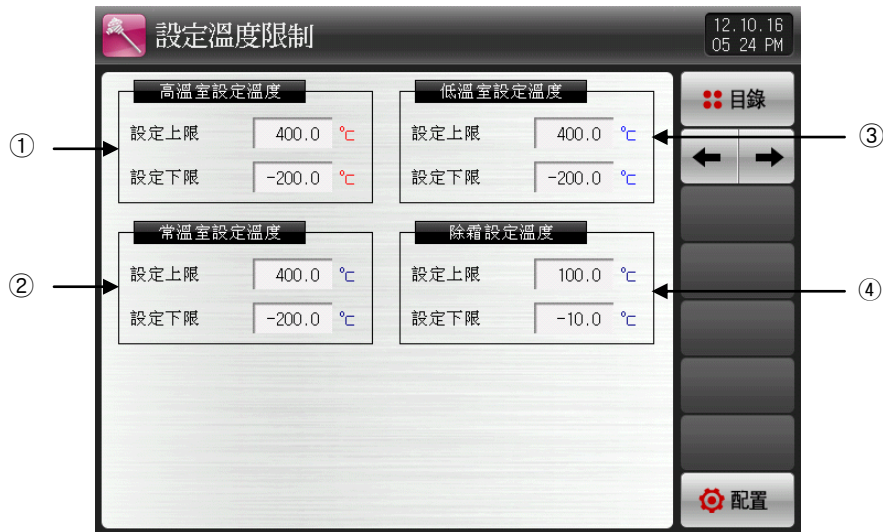 設定溫度限制
12.10.16
05 24 PM
高溫室設定溫度
設定上限 400.0 ℃
設定下限 -200.0 ℃
低溫室設定溫度
設定上限 400.0 ℃
設定下限 -200.0 ℃
常溫室設定溫度
設定上限 400.0 ℃
設定下限 -200.0 ℃
除霜設定溫度
設定上限 100.0 ℃
設定下限 -10.0 ℃
目錄
配置
①
②
③
④